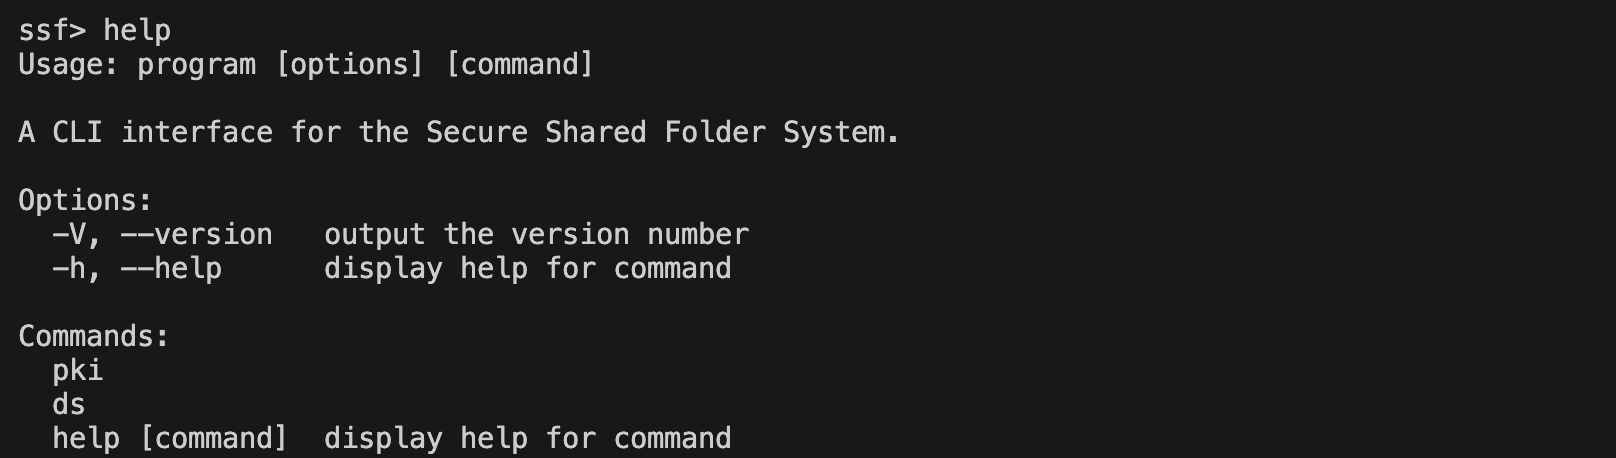 ssf> help
Usage: program [options] [command]
A CLI interface for the Secure Shared Folder System.
Options:
-V, --version   output the version number
-h, --help      display help for command
Commands:
pki
ds
help [command]  display help for command